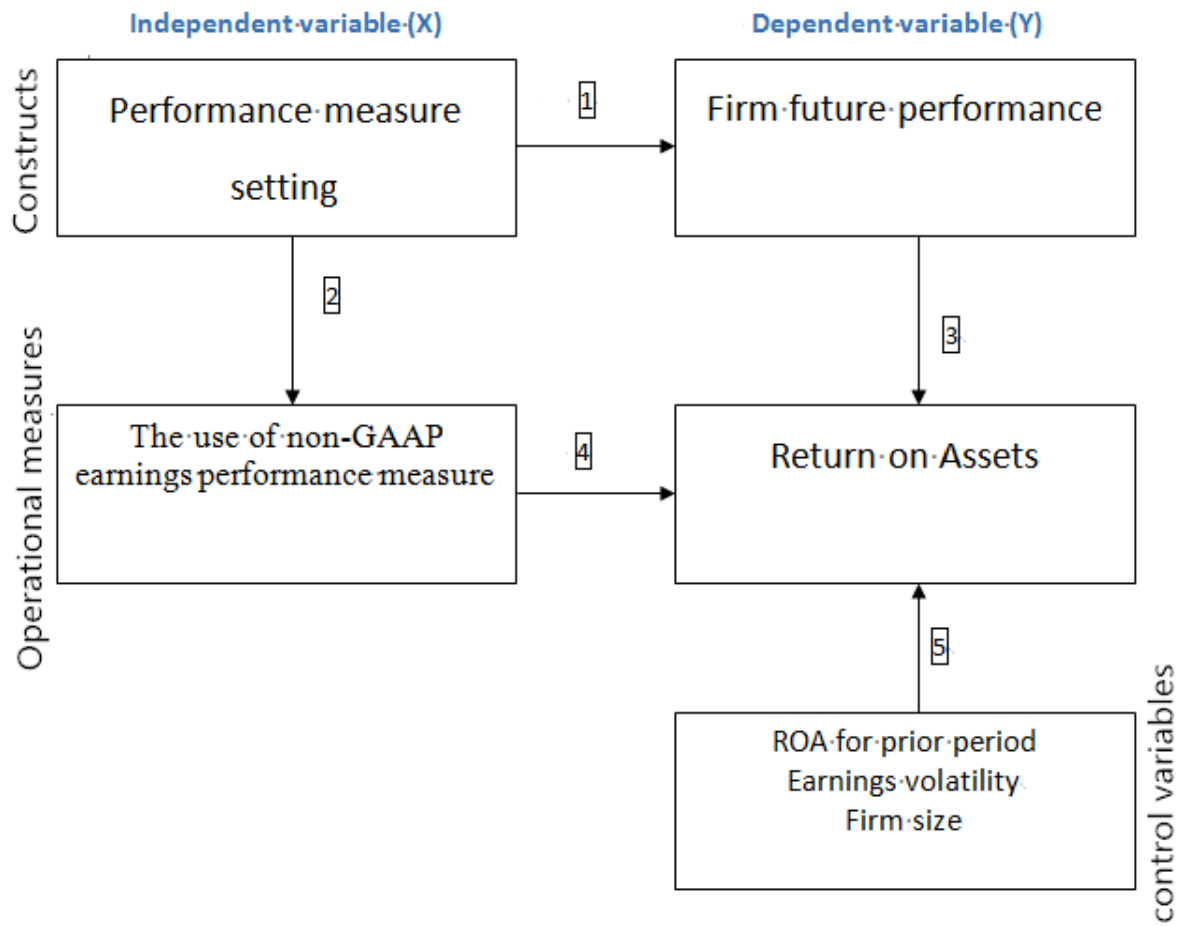 Independent variable (X)
Dependent variable (Y)
Constructs
Performance measure
setting
1
Firm future performance
2
3
Operational measures
The use of non-GAAP
earnings performance measure
4
Return on Assets
5
control variables
ROA for prior period
Earnings volatility
Firm size